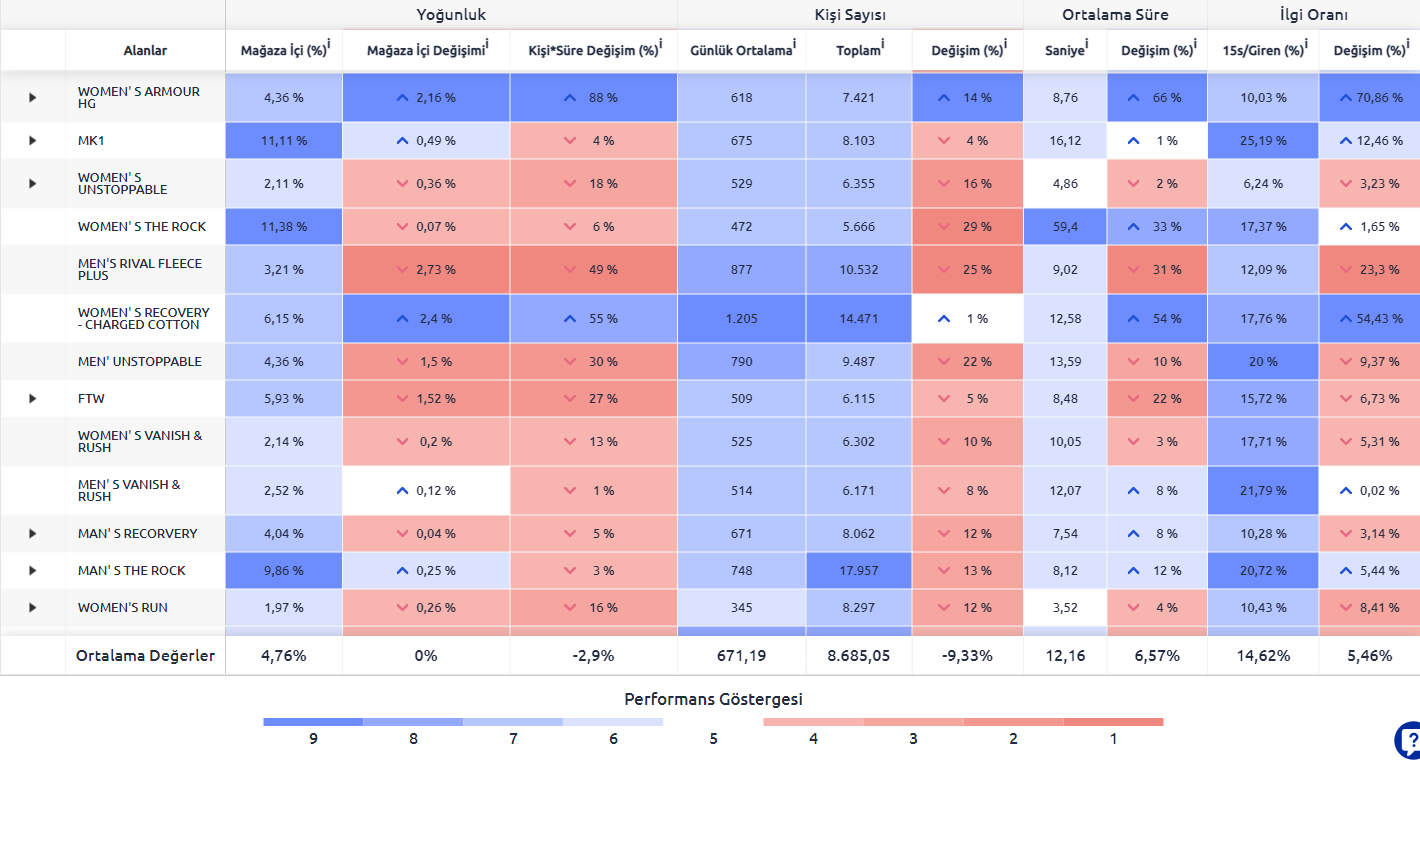 Yoğunluk Kişi Sayısı Ortalama Süre İlgi Oranı
Alanlar Mağaza İçi (%)i Mağaza İçi Değişimii Kişi*Süre Değişim (%)i Günlük Ortalamai Toplami Değişim (%)i Saniyei Değişim (%)i 15s/Giren (%)i Değişim (%)i
WOMEN' S ARMOUR
HG
4,36 % 2,16 % 88 % 618 7.421 14 % 8,76 66 % 10,03 % 70,86 %
MK1 11,11 % 0,49 % 4 % 675 8.103 4 % 16,12 1 % 25,19 % 12,46 %
WOMEN' S
UNSTOPPABLE
2,11 % 0,36 % 18 % 529 6.355 16 % 4,86 2 % 6,24 % 3,23 %
WOMEN' S THE ROCK 11,38 % 0,07 % 6 % 472 5.666 29 % 59,4 33 % 17,37 % 1,65 %
MEN'S RIVAL FLEECE
PLUS
3,21 % 2,73 % 49 % 877 10.532 25 % 9,02 31 % 12,09 % 23,3 %
WOMEN' S RECOVERY
- CHARGED COTTON
6,15 % 2,4 % 55 % 1.205 14.471 1 % 12,58 54 % 17,76 % 54,43 %
MEN' UNSTOPPABLE 4,36 % 1,5 % 30 % 790 9.487 22 % 13,59 10 % 20 % 9,37 %
FTW 5,93 % 1,52 % 27 % 509 6.115 5 % 8,48 22 % 15,72 % 6,73 %
WOMEN' S VANISH &
RUSH
2,14 % 0,2 % 13 % 525 6.302 10 % 10,05 3 % 17,71 % 5,31 %
MEN' S VANISH &
RUSH
2,52 % 0,12 % 1 % 514 6.171 8 % 12,07 8 % 21,79 % 0,02 %
MAN' S RECORVERY 4,04 % 0,04 % 5 % 671 8.062 12 % 7,54 8 % 10,28 % 3,14 %
MAN' S THE ROCK 9,86 % 0,25 % 3 % 748 17.957 13 % 8,12 12 % 20,72 % 5,44 %
WOMEN'S RUN 1,97 % 0,26 % 16 % 345 8.297 12 % 3,52 4 % 10,43 % 8,41 %
Ortalama Değerler 4,76% 0% -2,9% 671,19 8.685,05 -9,33% 12,16 6,57% 14,62% 5,46%
Performans Göstergesi
9 8 7 6 5 4 3 2 1
?